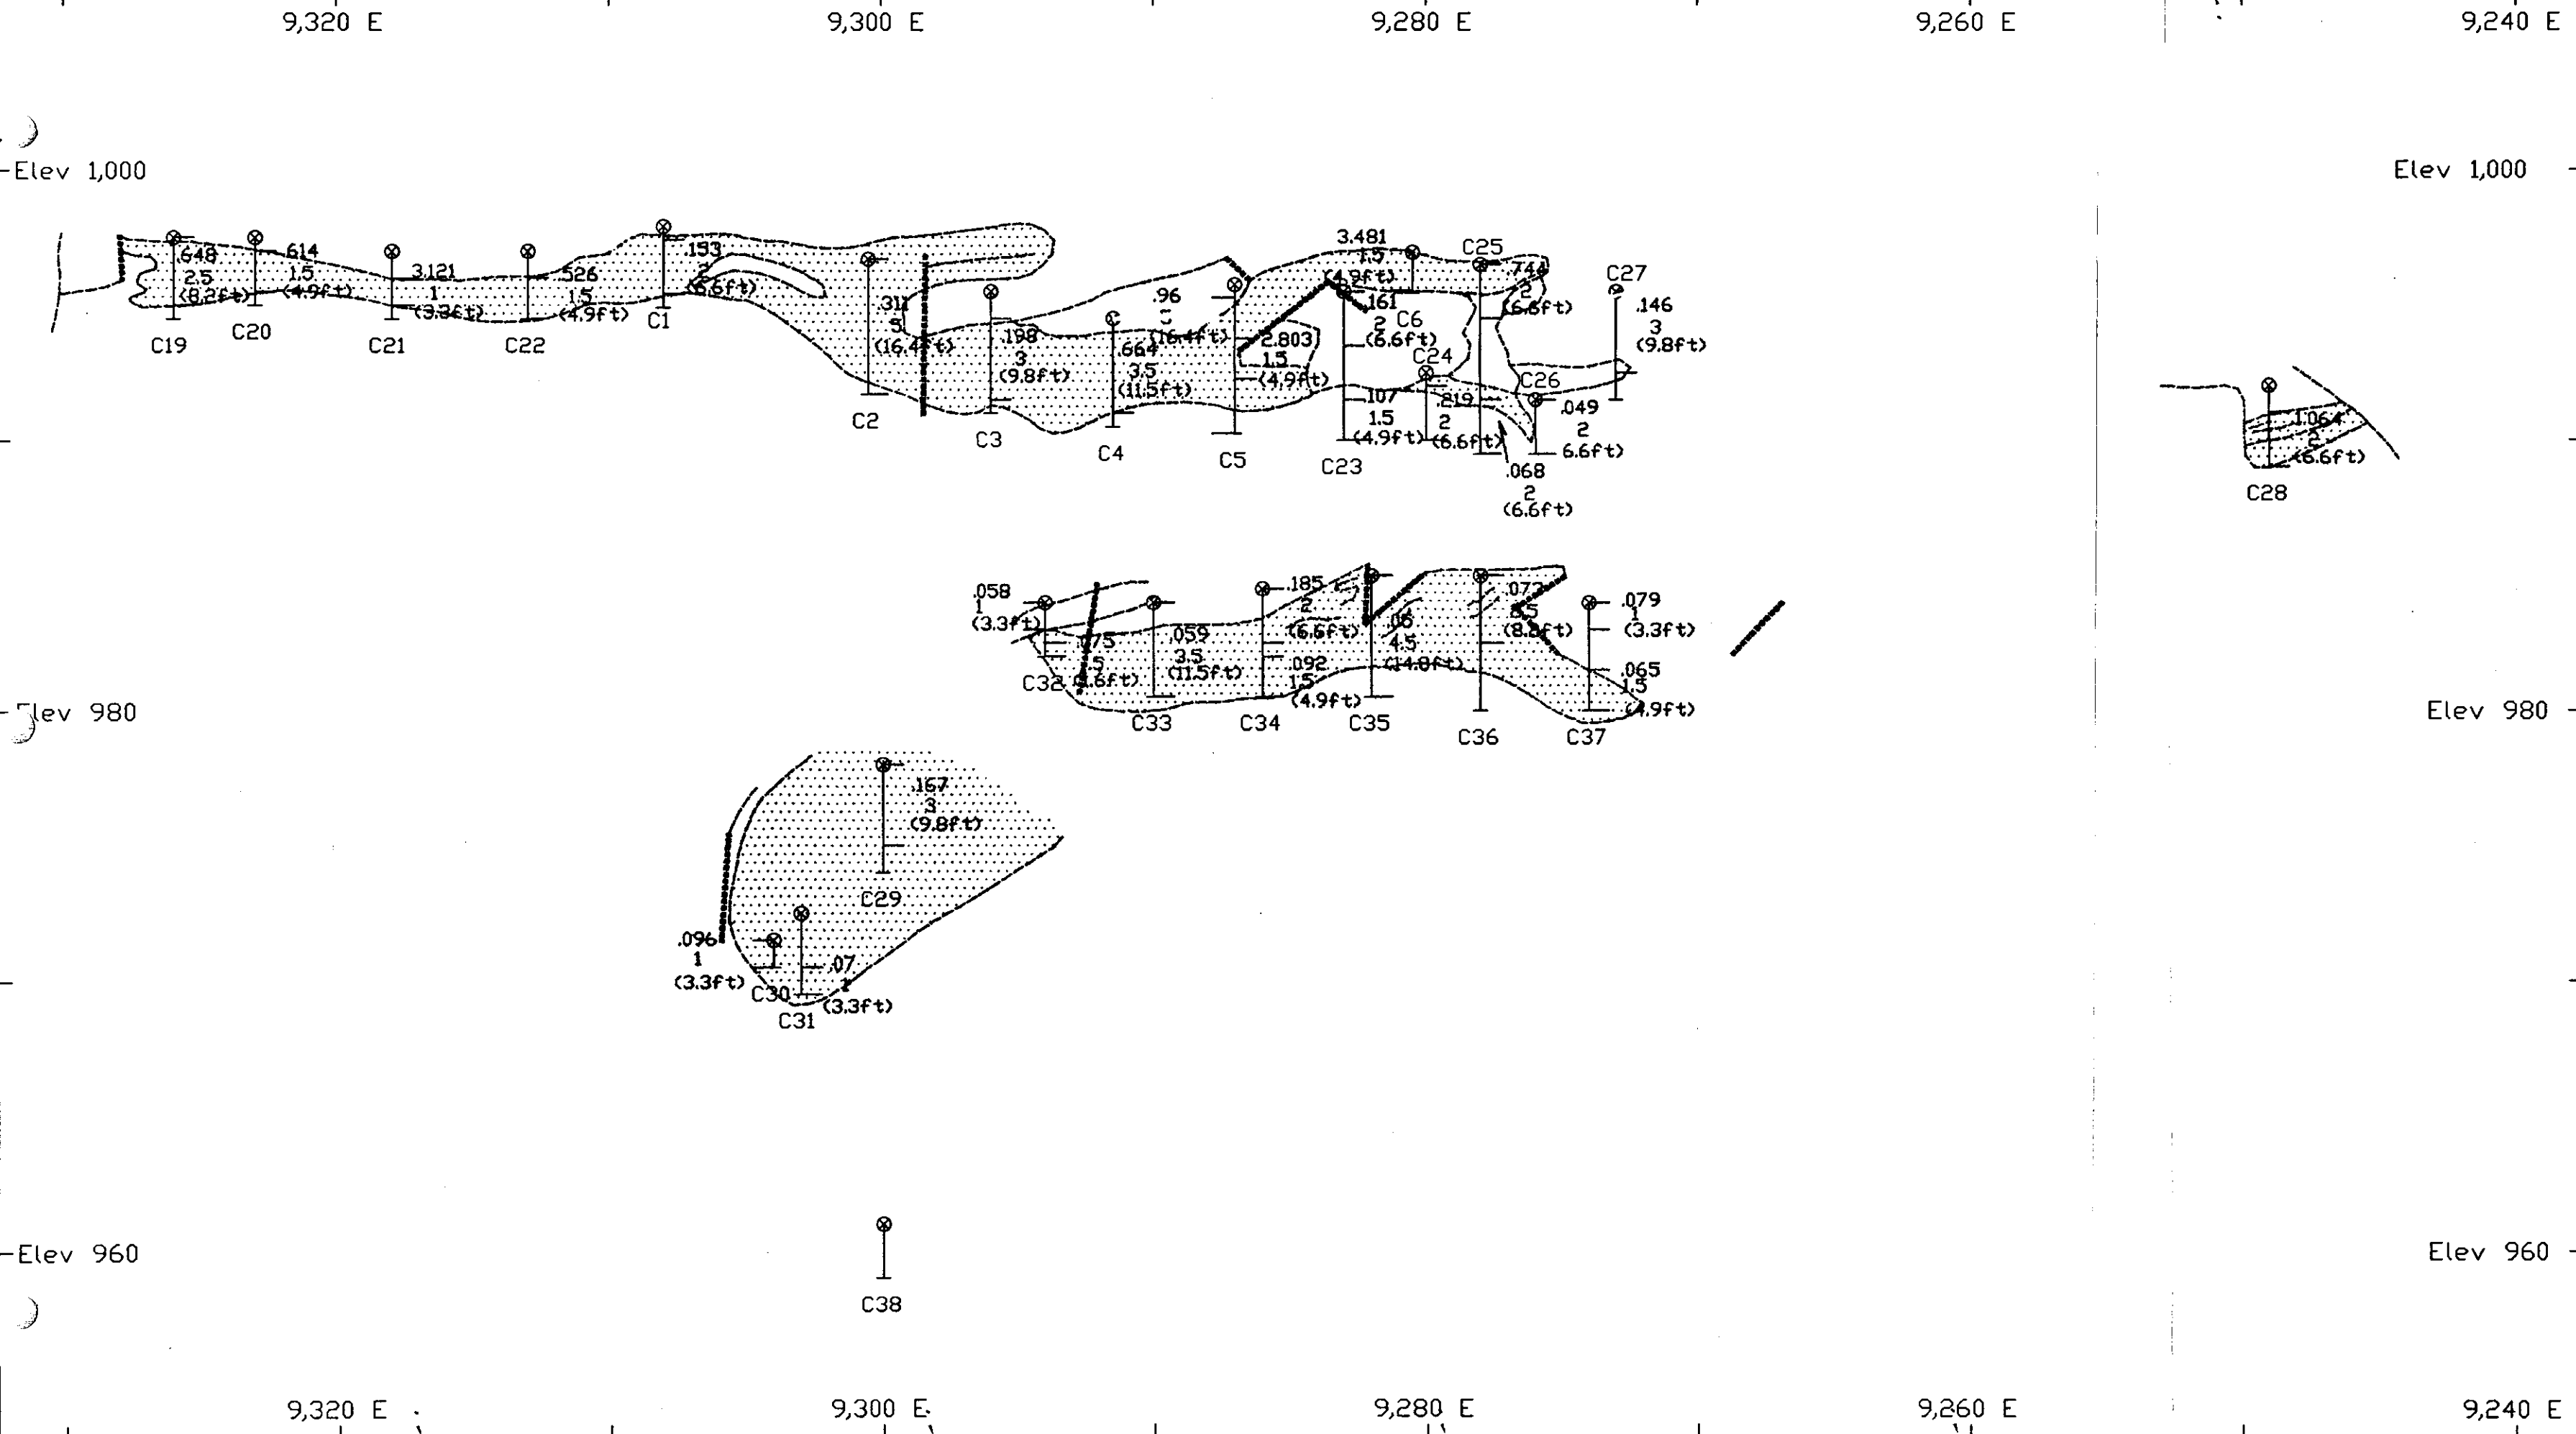 9,320 E
9,300 E
9,280 E
9,260 E
9,240 E
Elev 1,000
Elev 1,000
.648
2.5
(8.2ft)
C19
.614
1.5
(4.9ft)
C20
3.121
1
(3.3ft)
C21
.526
1.5
(4.9ft)
C22
.153
2
(6.6ft)
C1
.311
5
(16.4ft)
C2
.198
3
(9.8ft)
C3
.664
3.5
(11.5ft)
C4
.96
(16.4ft)
C5
2.803
1.5
(4.9ft)
3.481
1.5
(4.9ft)
C6
.161
2
(6.6ft)
.107
1.5
(4.9ft)
C23
C24
.219
2
(6.6ft)
C25
.744
2
(6.6ft)
.068
2
(6.6ft)
C26
.049
2
6.6ft)
C27
.146
3
(9.8ft)
1.064
2
(6.6ft)
C28
.058
1
(3.3ft)
C32
.075
.059
3.5
(11.5ft)
C33
.185
2
(6.6ft)
.092
1.5
(4.9ft)
C34
.06
4.5
(14.8ft)
C35
C36
.079
1
(3.3ft)
.065
1.5
(4.9ft)
C37
Elev 980
Elev 980
.167
3
(9.8ft)
C29
.096
1
(3.3ft)
C30
.07
1
(3.3ft)
C31
Elev 960
Elev 960
C38
9,320 E
9,300 E
9,280 E
9,260 E
9,240 E